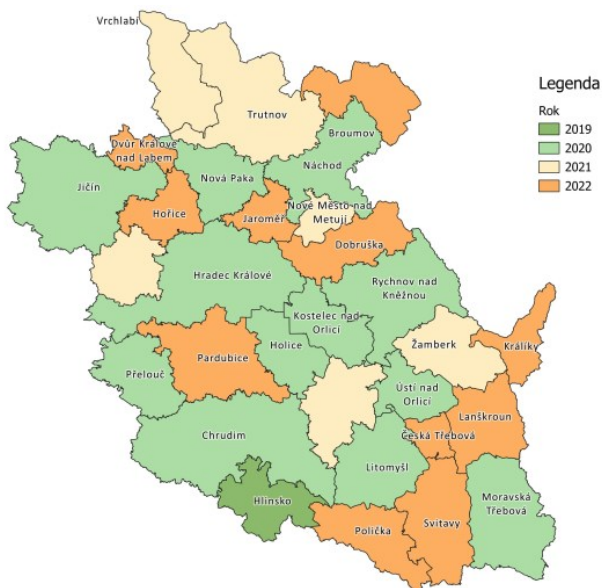 Vrchlabí
Trutnov
Legenda
Rok
2019
2020
2021
2022
Broumov
Dvůr Králové
nad Labem
Náchod
Jičín
Nová Paka
Hořice
Jaroměř
Nové Město nad
Metují
Dobruška
Hradec Králové
Rychnov nad
Kněžnou
Kostelec nad
Orlicí
Holice
Žamberk
Králíky
Pardubice
Přelouč
Ústí nad
Orlicí
Lanškroun
Česká Třebová
Chrudim
Litomyšl
Moravská
Třebová
Hlinsko
Svitavy
Polička